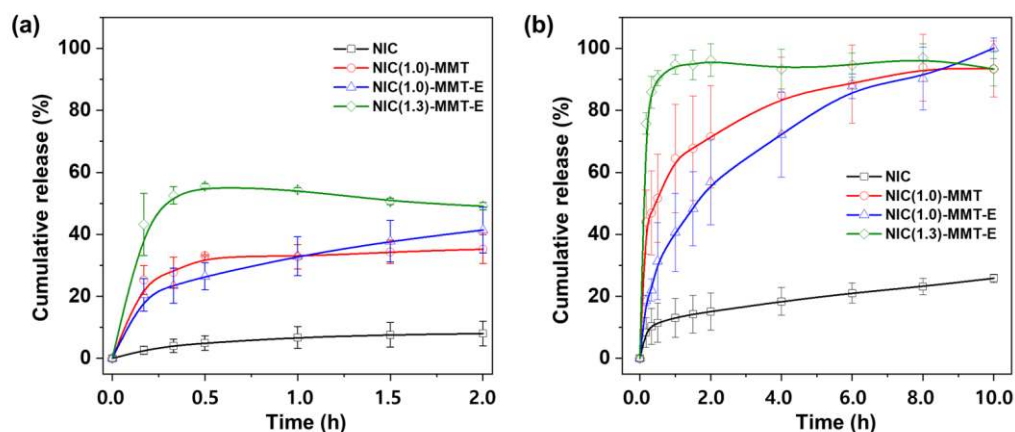 (a)
Cumulative release (%)
100
80
60
40
20
0
NIC
NIC(1.0)-MMT
NIC(1.0)-MMT-E
NIC(1.3)-MMT-E
0.0 0.5 1.0 1.5 2.0
Time (h)
(b)
Cumulative release (%)
100
80
60
40
20
0
NIC
NIC(1.0)-MMT
NIC(1.0)-MMT-E
NIC(1.3)-MMT-E
0.0 2.0 4.0 6.0 8.0 10.0
Time (h)